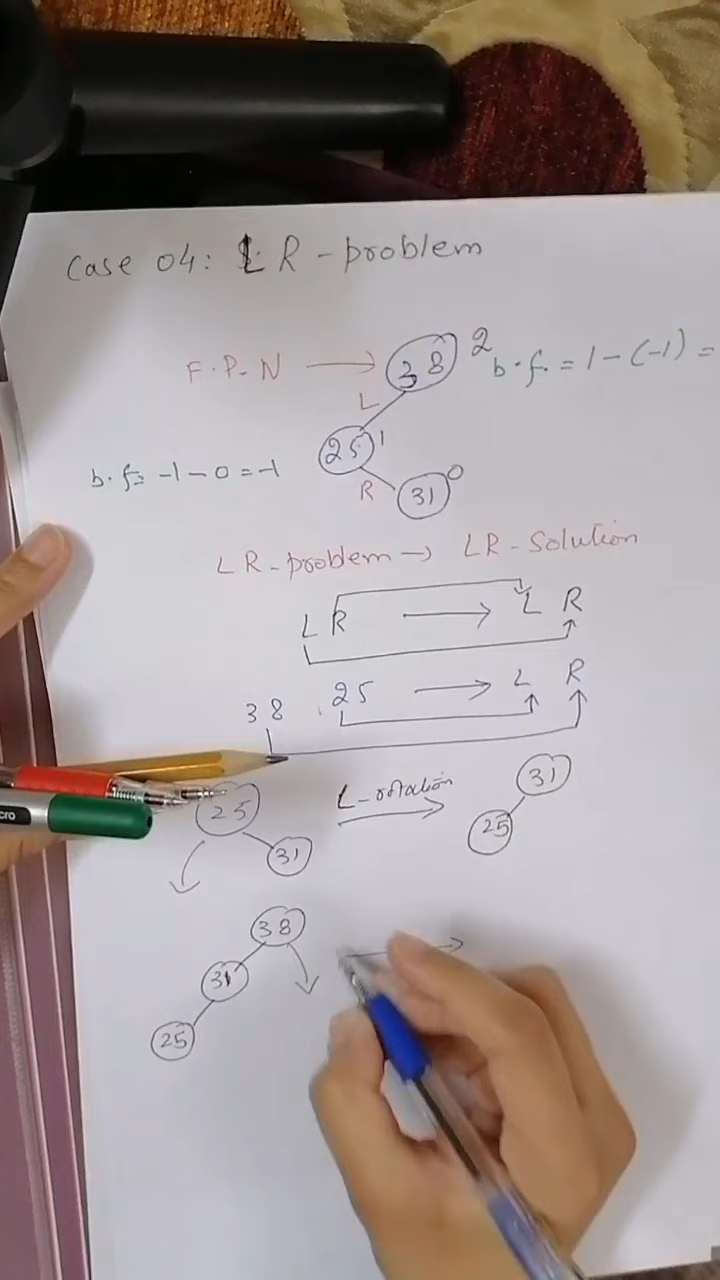 Case 04: LR - problem
F.P.N → 38 2 b.f. = 1 - (-1) =
L
25 1
b.f = -1 - 0 = -1
R 31 0
LR - problem → LR - Solution
L R → L R
38 25 → L R
25 31 L-rotation → 31 25
38
31
25
cro